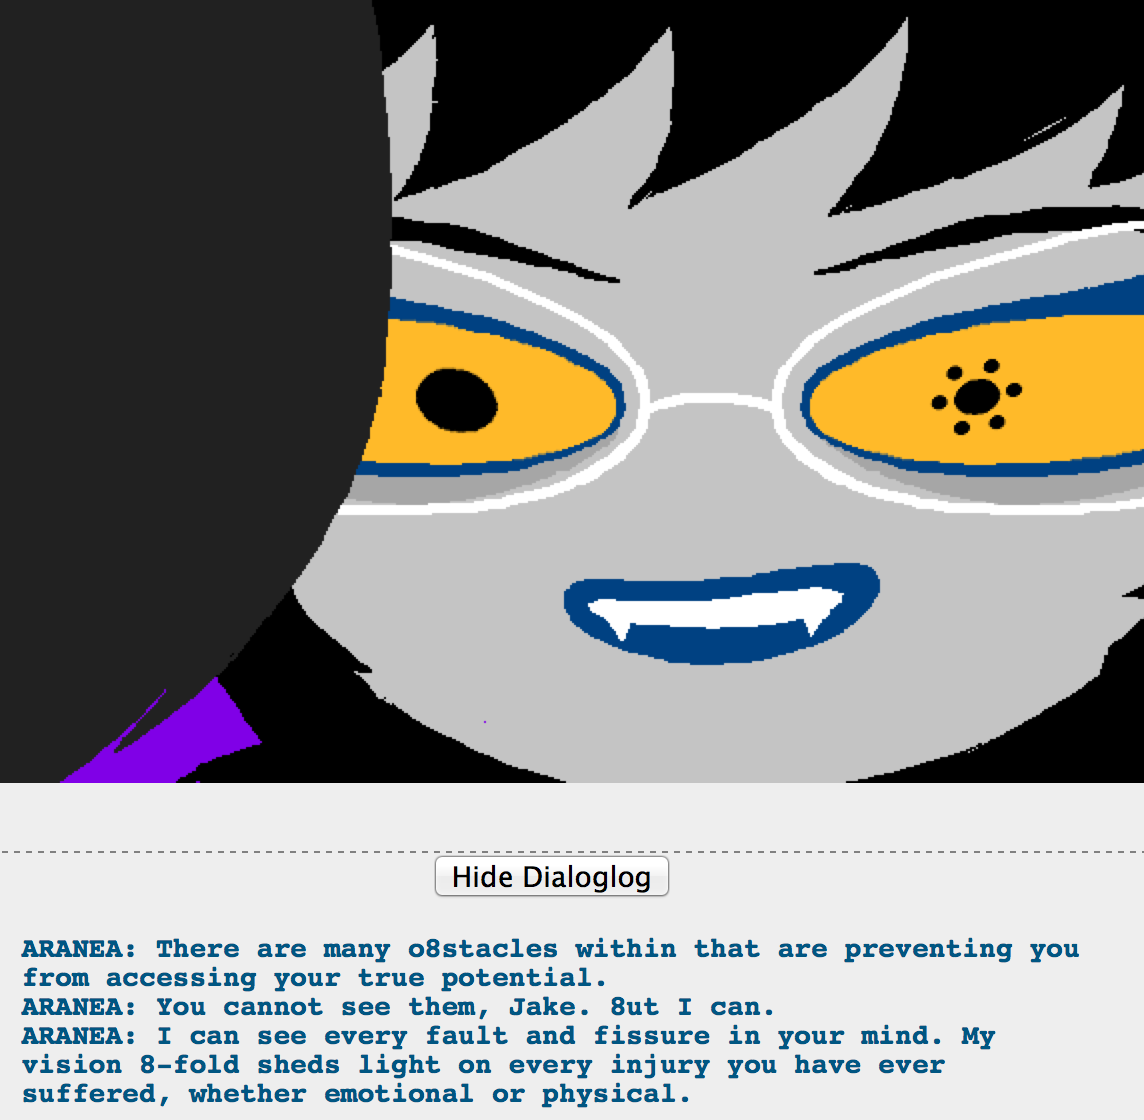 Hide Dialoglog
ARANEA: There are many o8stacles within that are preventing you
from accessing your true potential.
ARANEA: You cannot see them, Jake. 8ut I can.
ARANEA: I can see every fault and fissure in your mind. My
vision 8-fold sheds light on every injury you have ever
suffered, whether emotional or physical.